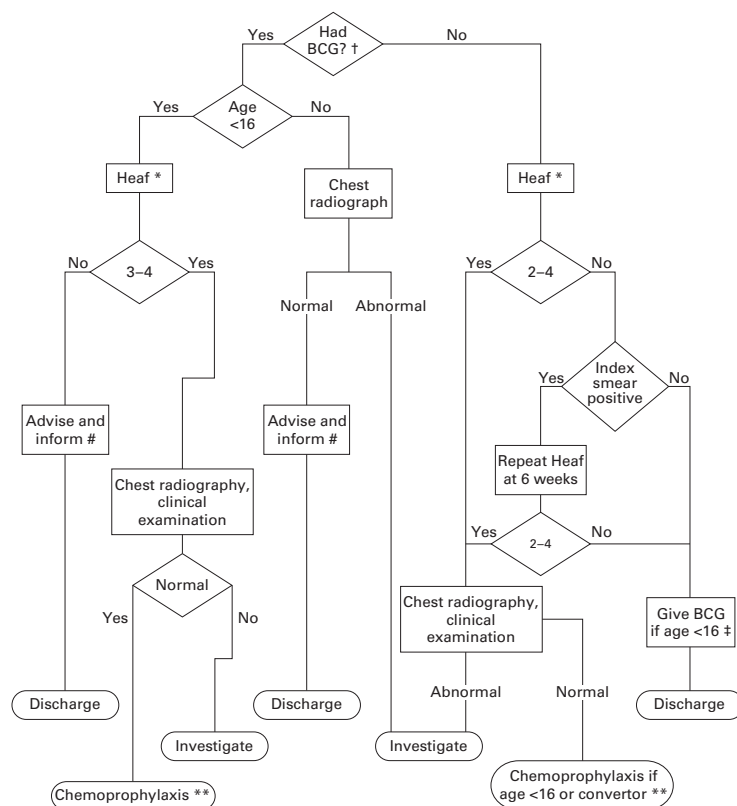 Had
BCG? †
Yes
No
Age
<16
Yes
No
Heaf *
Chest
radiograph
Heaf *
3–4
No
Yes
Normal
Abnormal
2–4
Yes
No
Index
smear
positive
Yes
No
Advise and
inform #
Advise and
inform #
Repeat Heaf
at 6 weeks
Chest radiography,
clinical
examination
2–4
Yes
No
Normal
Yes
No
Chest radiography,
clinical
examination
Give BCG
if age <16 ‡
Abnormal
Normal
Discharge
Discharge
Discharge
Investigate
Investigate
Chemoprophylaxis **
Chemoprophylaxis if
age <16 or convertor **